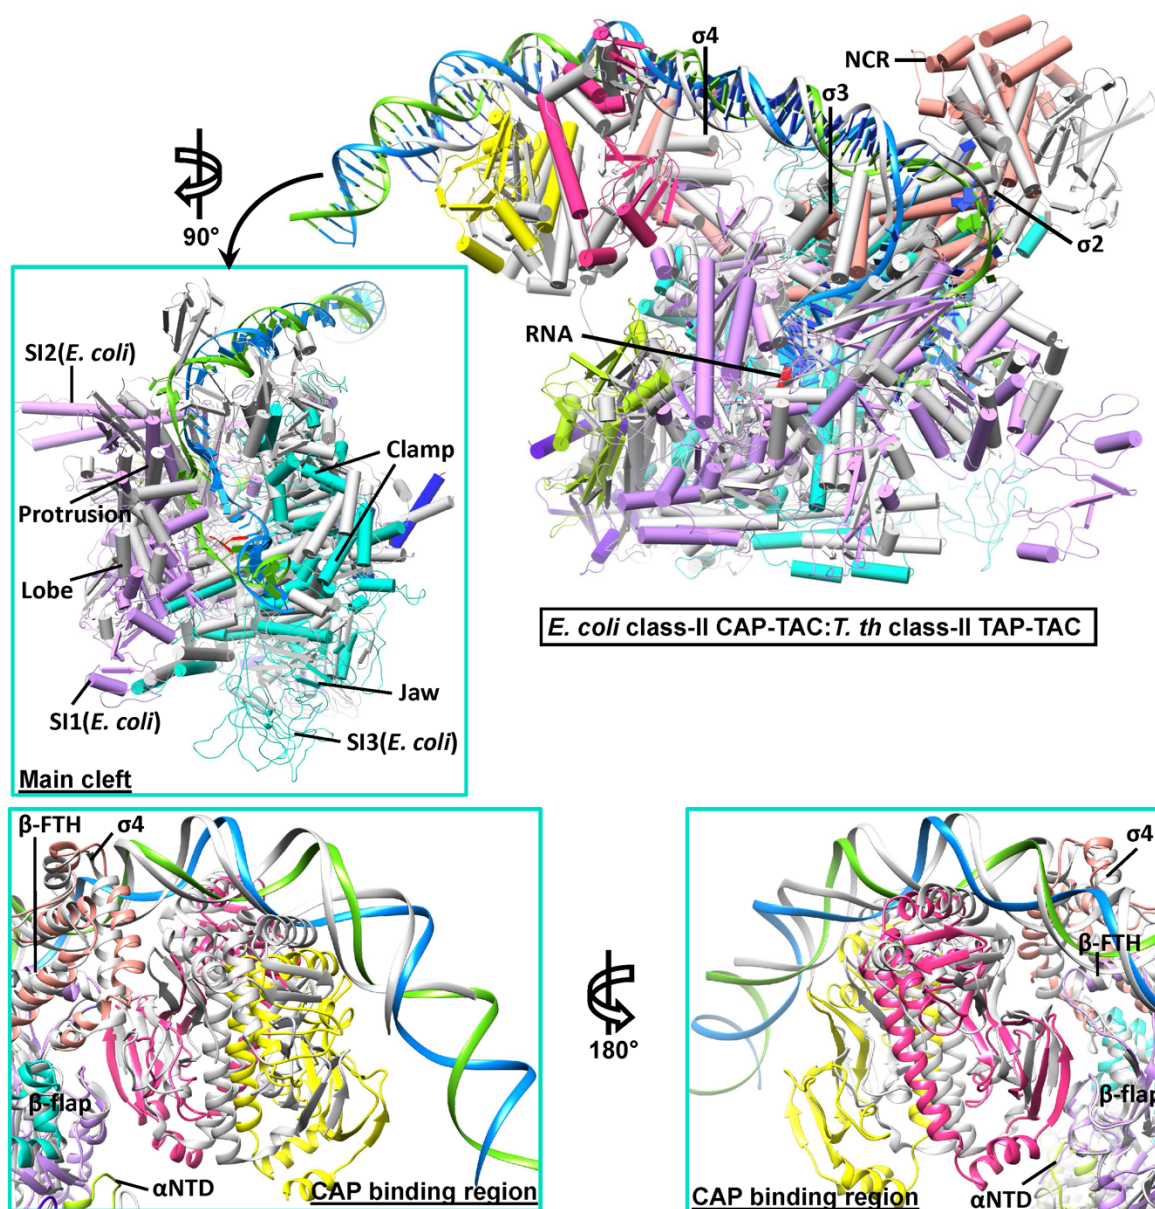 σ4
NCR
σ3
90°
σ2
RNA
SI2(E. coli)
Clamp
Protrusion
Lobe
Jaw
SI1(E. coli)
SI3(E. coli)
Main cleft
E. coli class-II CAP-TAC:T. th class-II TAP-TAC
β-FTH
σ4
β-flap
αNTD
CAP binding region
180°
σ4
β-FTH
β-flap
αNTD
CAP binding region